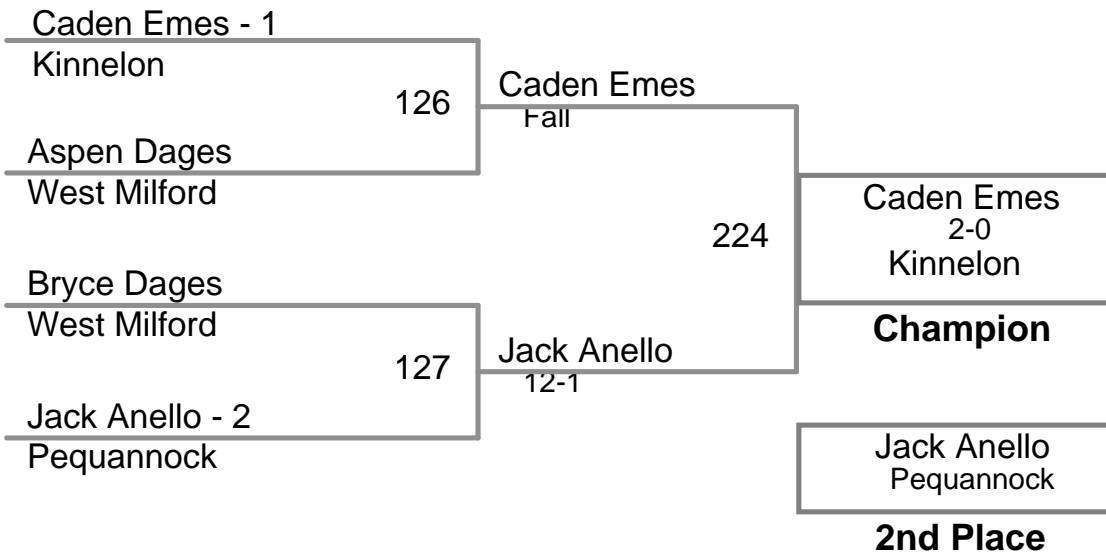 Caden Emes - 1
Kinnelon
126
Aspen Dages
West Milford
Caden Emes
Fall
Bryce Dages
West Milford
127
Jack Anello - 2
Pequannock
Jack Anello
12-1
224
Caden Emes
2-0
Kinnelon
Champion
Jack Anello
Pequannock
2nd Place